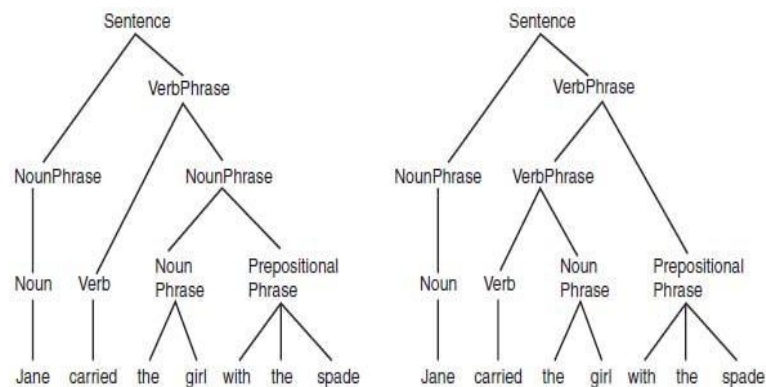 Sentence Sentence
VerbPhrase VerbPhrase
NounPhrase NounPhrase NounPhrase VerbPhrase
Noun Verb Noun Phrase Prepositional Phrase Noun Verb Noun Phrase Prepositional Phrase
Jane carried the girl with the spade Jane carried the girl with the spade